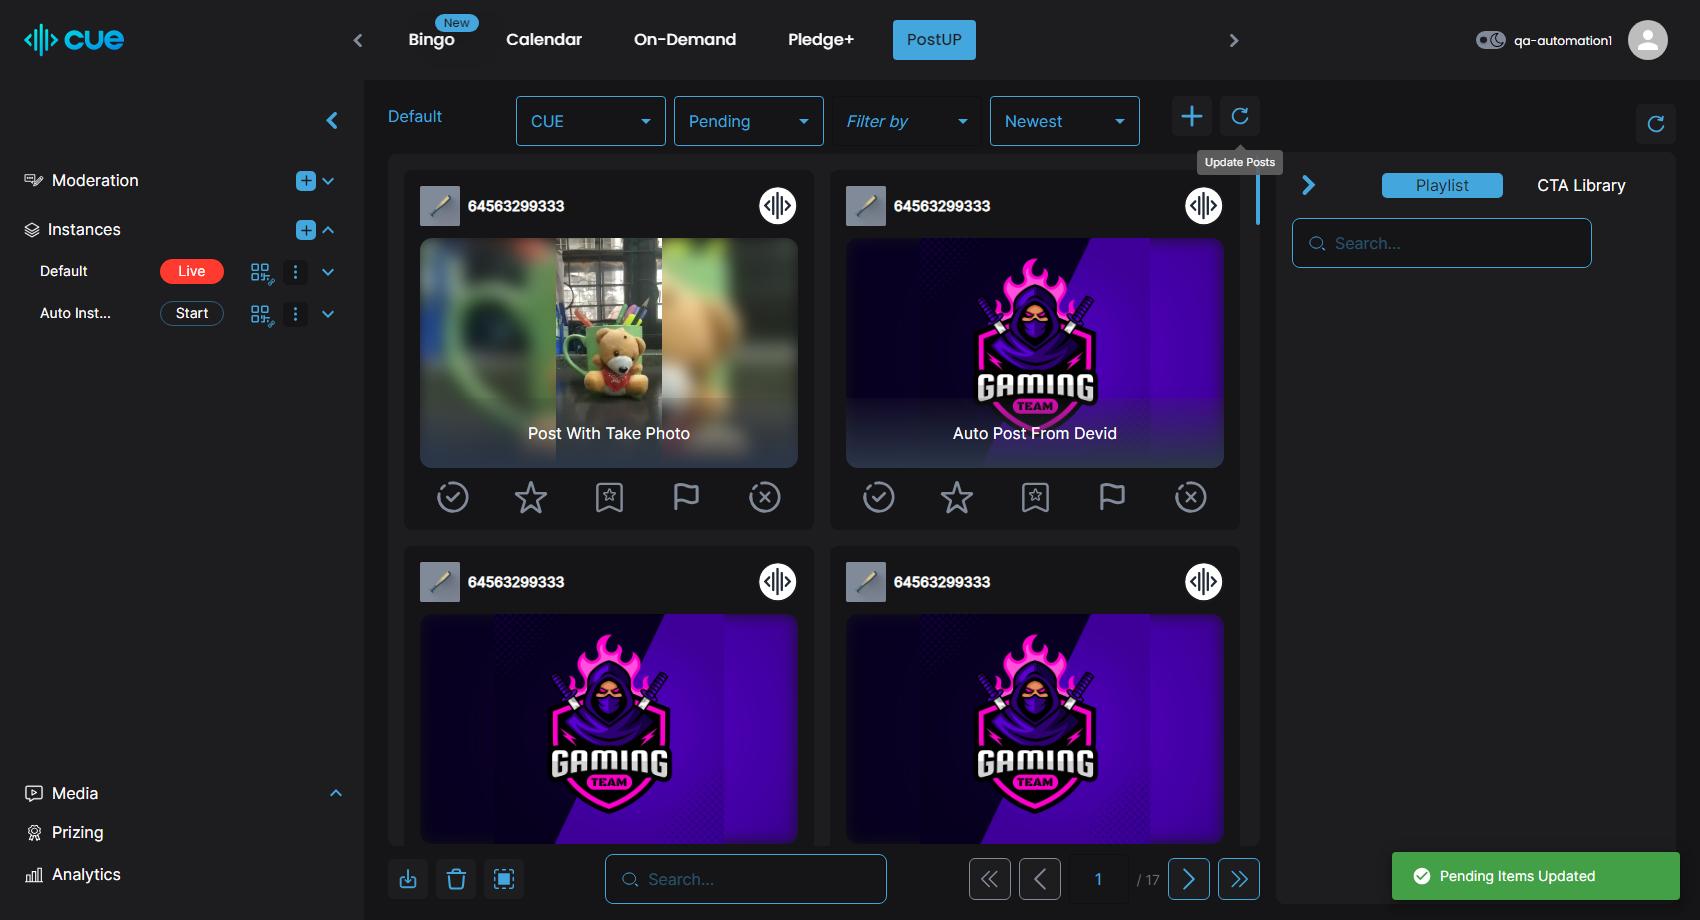 cue
New
Bingo
Calendar
On-Demand
Pledge+
PostUP
qa-automation1
Default
CUE
Pending
Filter by
Newest
Update Posts
Moderation
Instances
Default
Live
Auto Inst...
Start
Media
Prizing
Analytics
64563299333
Post With Take Photo
64563299333
GAMING
TEAM
Auto Post From Devid
64563299333
GAMING
TEAM
64563299333
GAMING
TEAM
Search...
1 / 17
Playlist
CTA Library
Search...
Pending Items Updated